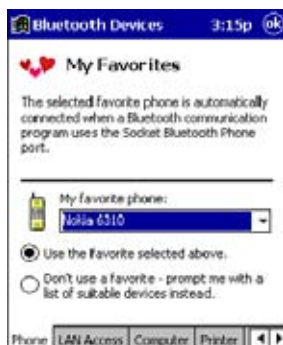 Bluetooth Devices 3:15p ok
My Favorites
The selected favorite phone is automatically
connected when a Bluetooth communication
program uses the Socket Bluetooth Phone
port.
My favorite phone:
Nokia 6310
Use the favorite selected above.
Don't use a favorite - prompt me with a
list of suitable devices instead.
Phone LAN Access Computer Printer